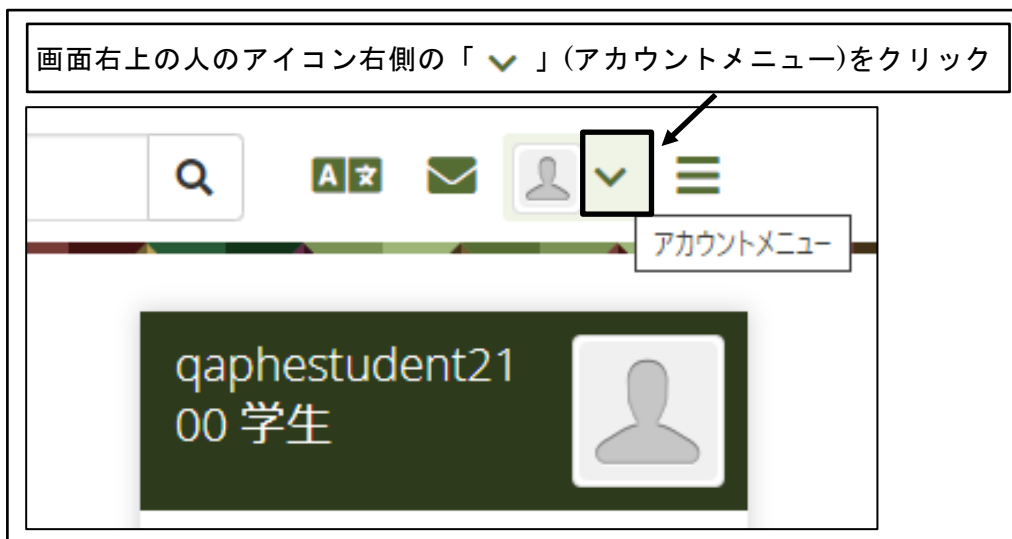 画面右上の人のアイコン右側の「 ⌄ 」(アカウントメニュー)をクリック
A 文
アカウントメニュー
qaphestudent21
00 学生